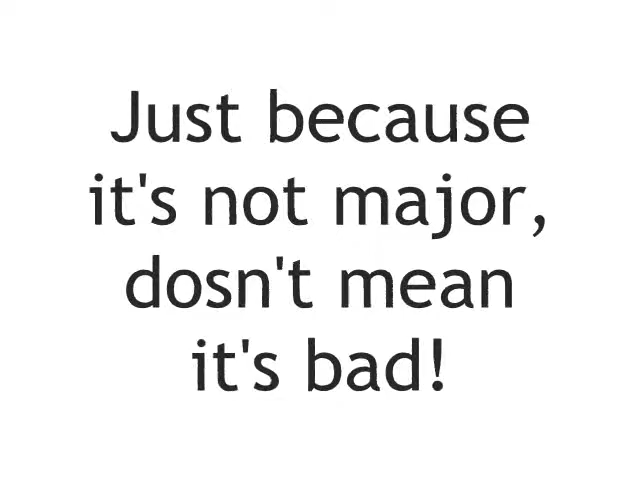 Just because
it's not major,
dosn't mean
it's bad!